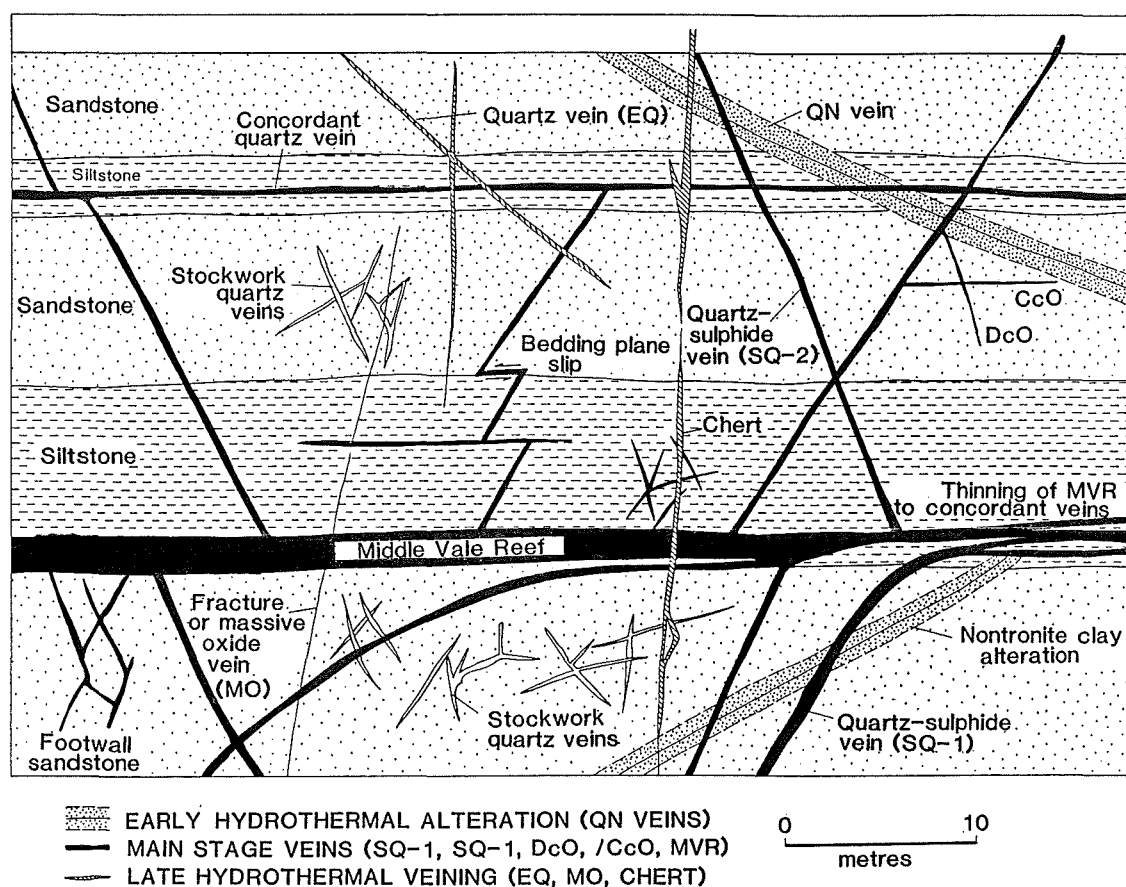 Sandstone
Concordant
quartz vein
Quartz vein (EQ)
QN vein
Siltstone
Stockwork
quartz
veins
Sandstone
Quartz-
sulphide
vein (SQ-2)
CcO
DcO
Bedding plane
slip
Chert
Siltstone
Thinning of MVR
to concordant veins
Middle Vale Reef
Fracture
or massive
oxide
vein
(MO)
Nontronite clay
alteration
Stockwork
quartz veins
Quartz-sulphide
vein (SQ-1)
Footwall
sandstone
EARLY HYDROTHERMAL ALTERATION (QN VEINS)
MAIN STAGE VEINS (SQ-1, SQ-1, DcO, /CcO, MVR)
LATE HYDROTHERMAL VEINING (EQ, MO, CHERT)
0 10
metres